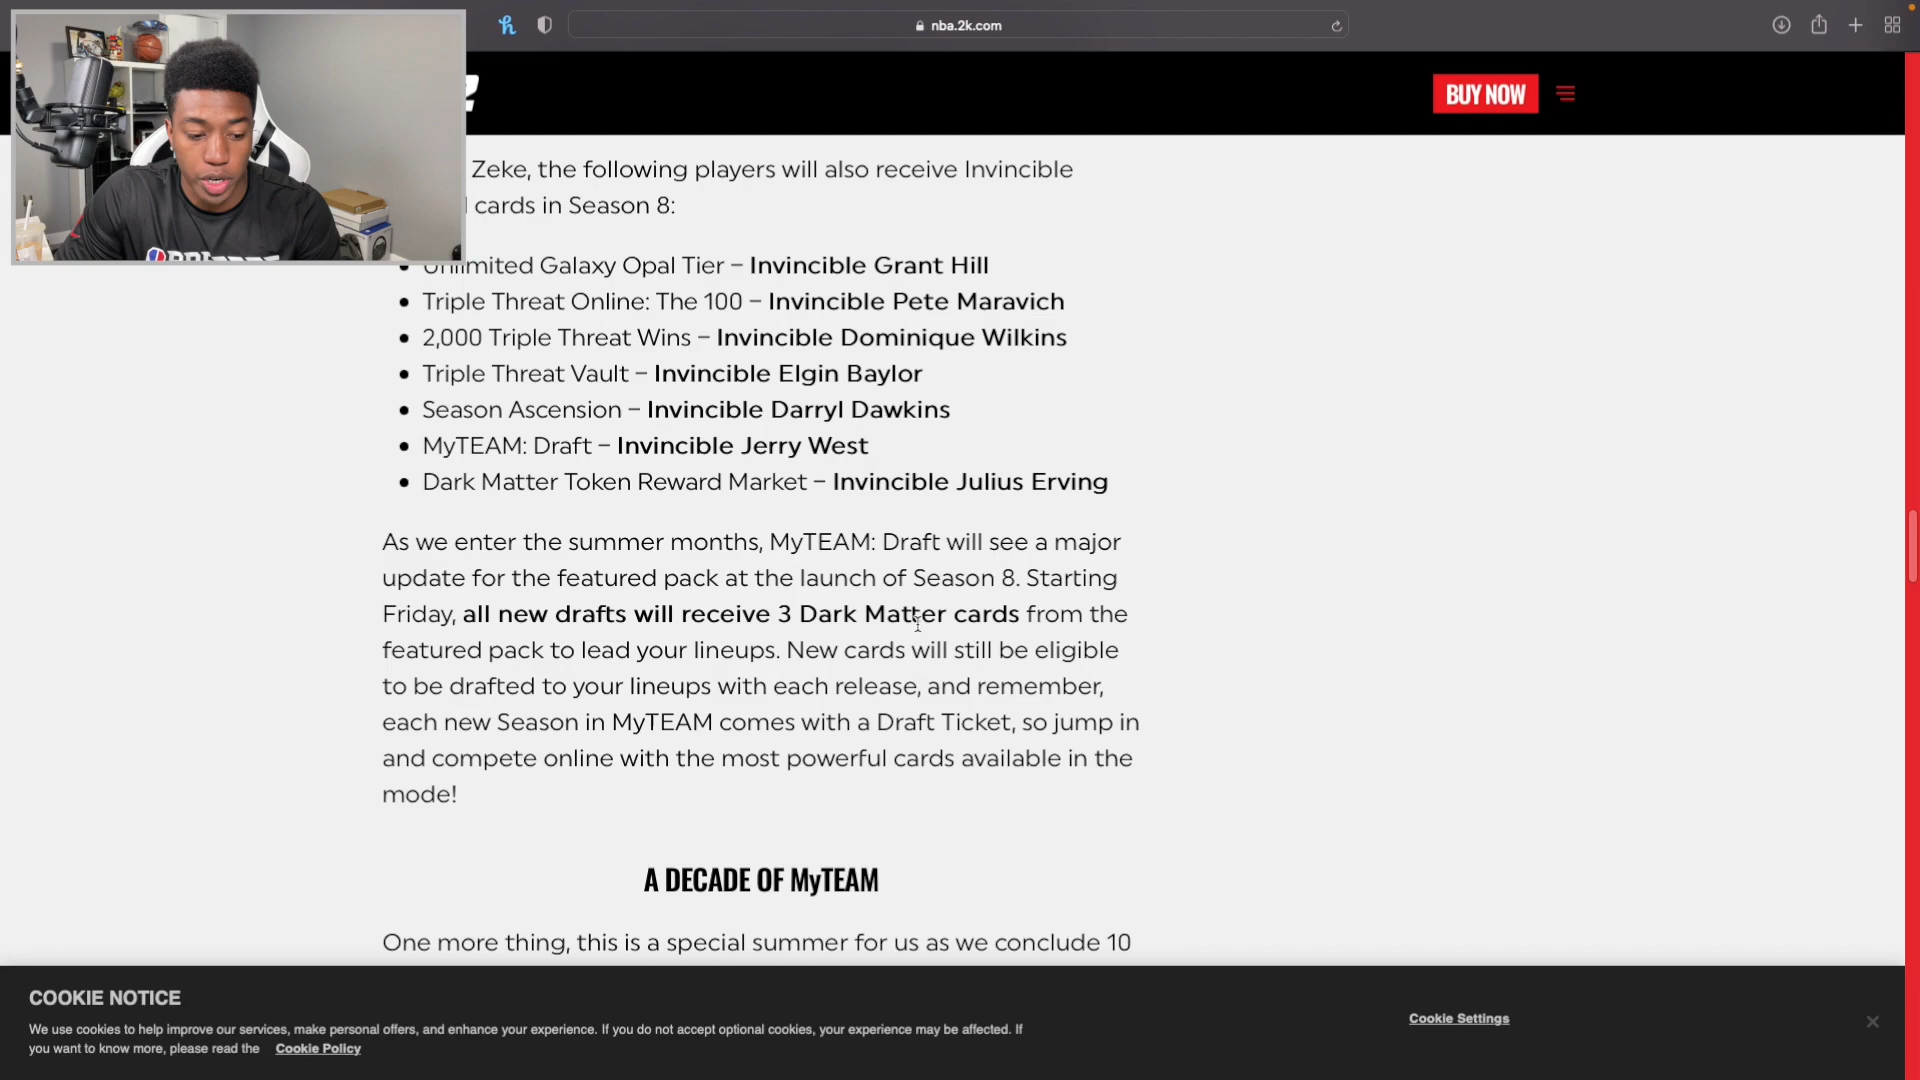 nba.2k.com
BUY NOW
Zeke, the following players will also receive Invincible
cards in Season 8:
Unlimited Galaxy Opal Tier – Invincible Grant Hill
Triple Threat Online: The 100 – Invincible Pete Maravich
2,000 Triple Threat Wins – Invincible Dominique Wilkins
Triple Threat Vault – Invincible Elgin Baylor
Season Ascension – Invincible Darryl Dawkins
MyTEAM: Draft – Invincible Jerry West
Dark Matter Token Reward Market – Invincible Julius Erving
As we enter the summer months, MyTEAM: Draft will see a major
update for the featured pack at the launch of Season 8. Starting
Friday, all new drafts will receive 3 Dark Matter cards from the
featured pack to lead your lineups. New cards will still be eligible
to be drafted to your lineups with each release, and remember,
each new Season in MyTEAM comes with a Draft Ticket, so jump in
and compete online with the most powerful cards available in the
mode!
A DECADE OF MyTEAM
One more thing, this is a special summer for us as we conclude 10
COOKIE NOTICE
We use cookies to help improve our services, make personal offers, and enhance your experience. If you do not accept optional cookies, your experience may be affected. If
you want to know more, please read the Cookie Policy
Cookie Settings